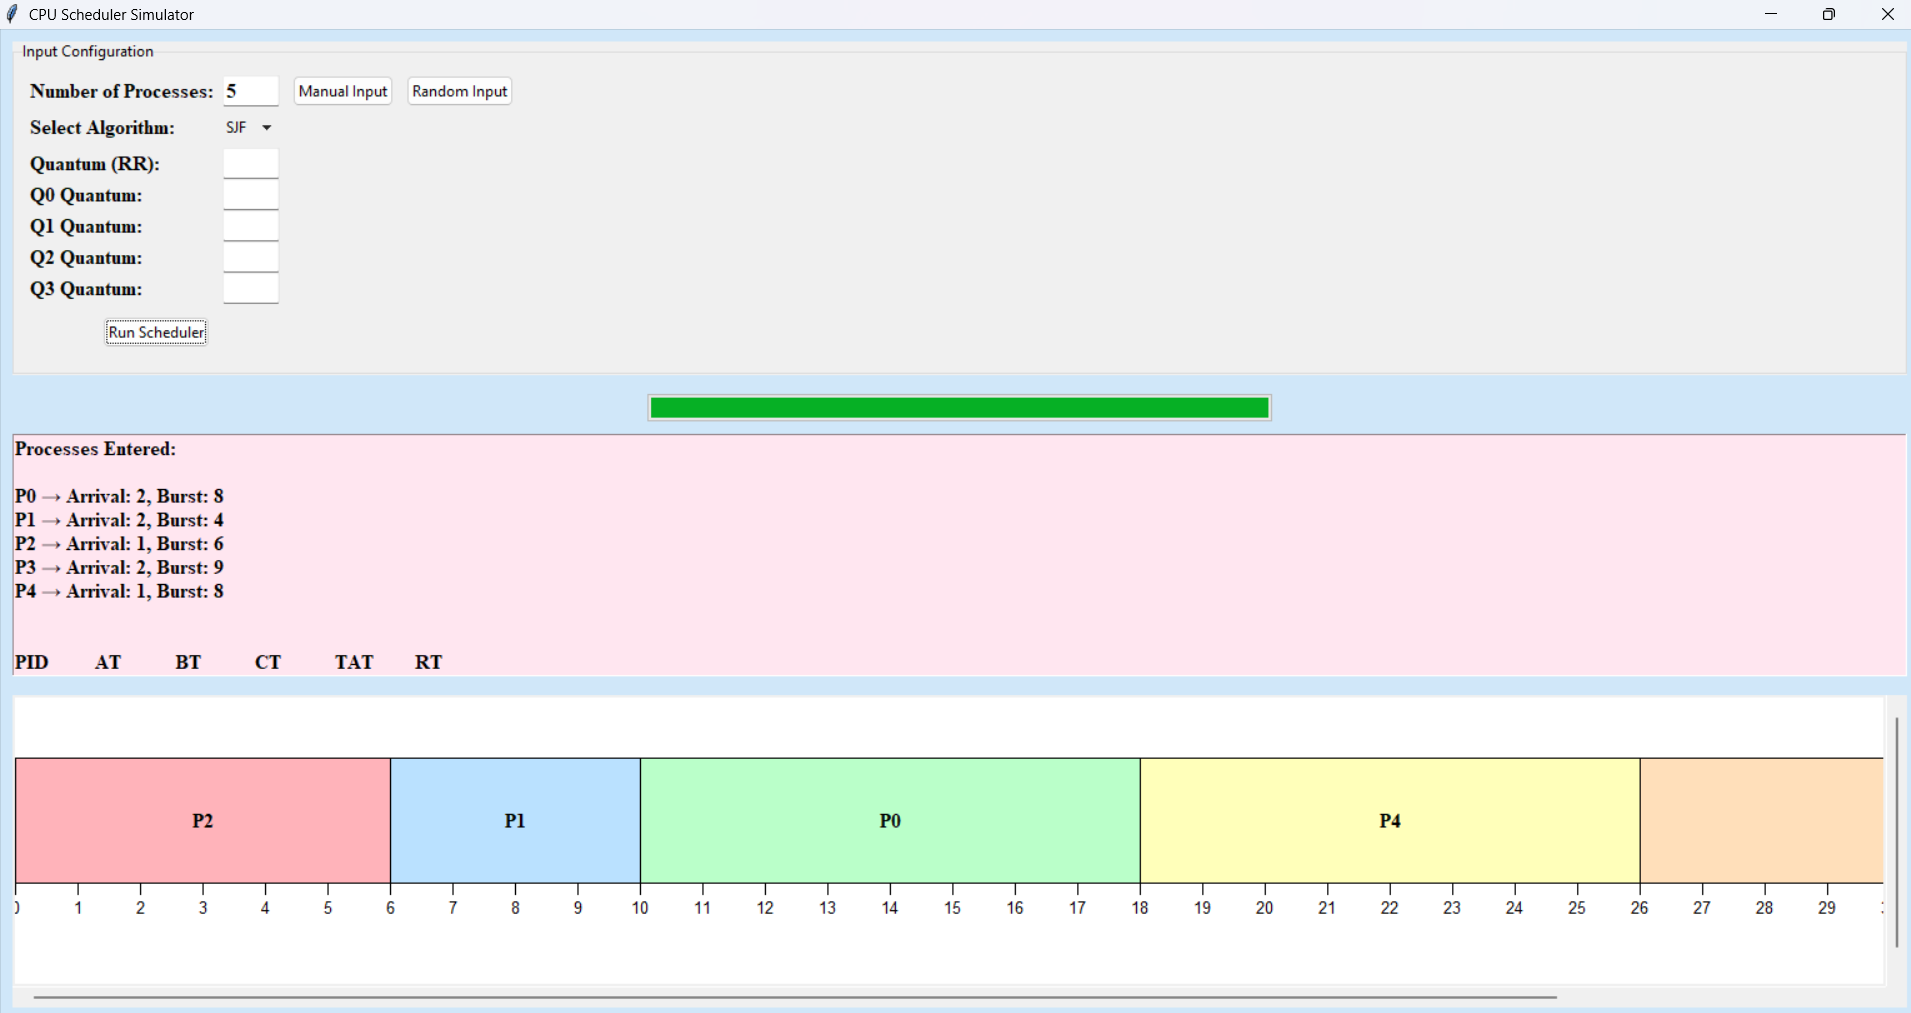 CPU Scheduler Simulator
Input Configuration
Number of Processes: 5 Manual Input Random Input
Select Algorithm: SJF
Quantum (RR):
Q0 Quantum:
Q1 Quantum:
Q2 Quantum:
Q3 Quantum:
Run Scheduler
Processes Entered:
P0 → Arrival: 2, Burst: 8
P1 → Arrival: 2, Burst: 4
P2 → Arrival: 1, Burst: 6
P3 → Arrival: 2, Burst: 9
P4 → Arrival: 1, Burst: 8
PID AT BT CT TAT RT
P2 P1 P0 P4
0 1 2 3 4 5 6 7 8 9 10 11 12 13 14 15 16 17 18 19 20 21 22 23 24 25 26 27 28 29